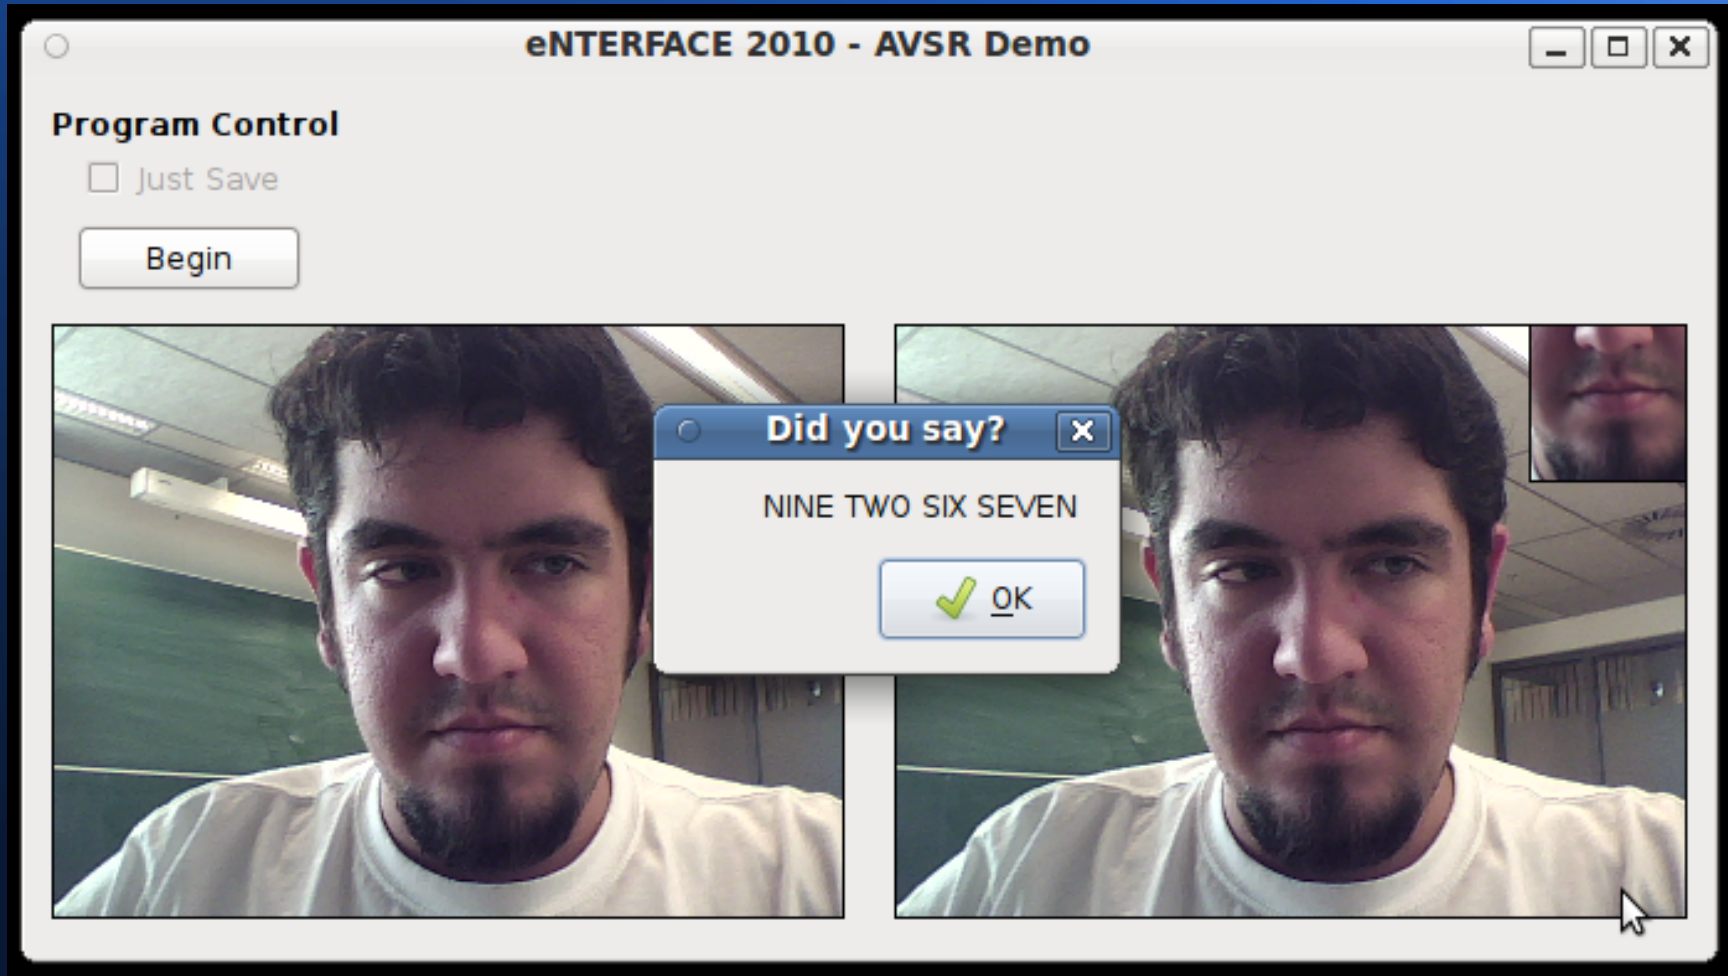 eNTERFACE 2010 - AVSR Demo
Program Control
Just Save
Begin
Did you say?
NINE TWO SIX SEVEN
OK